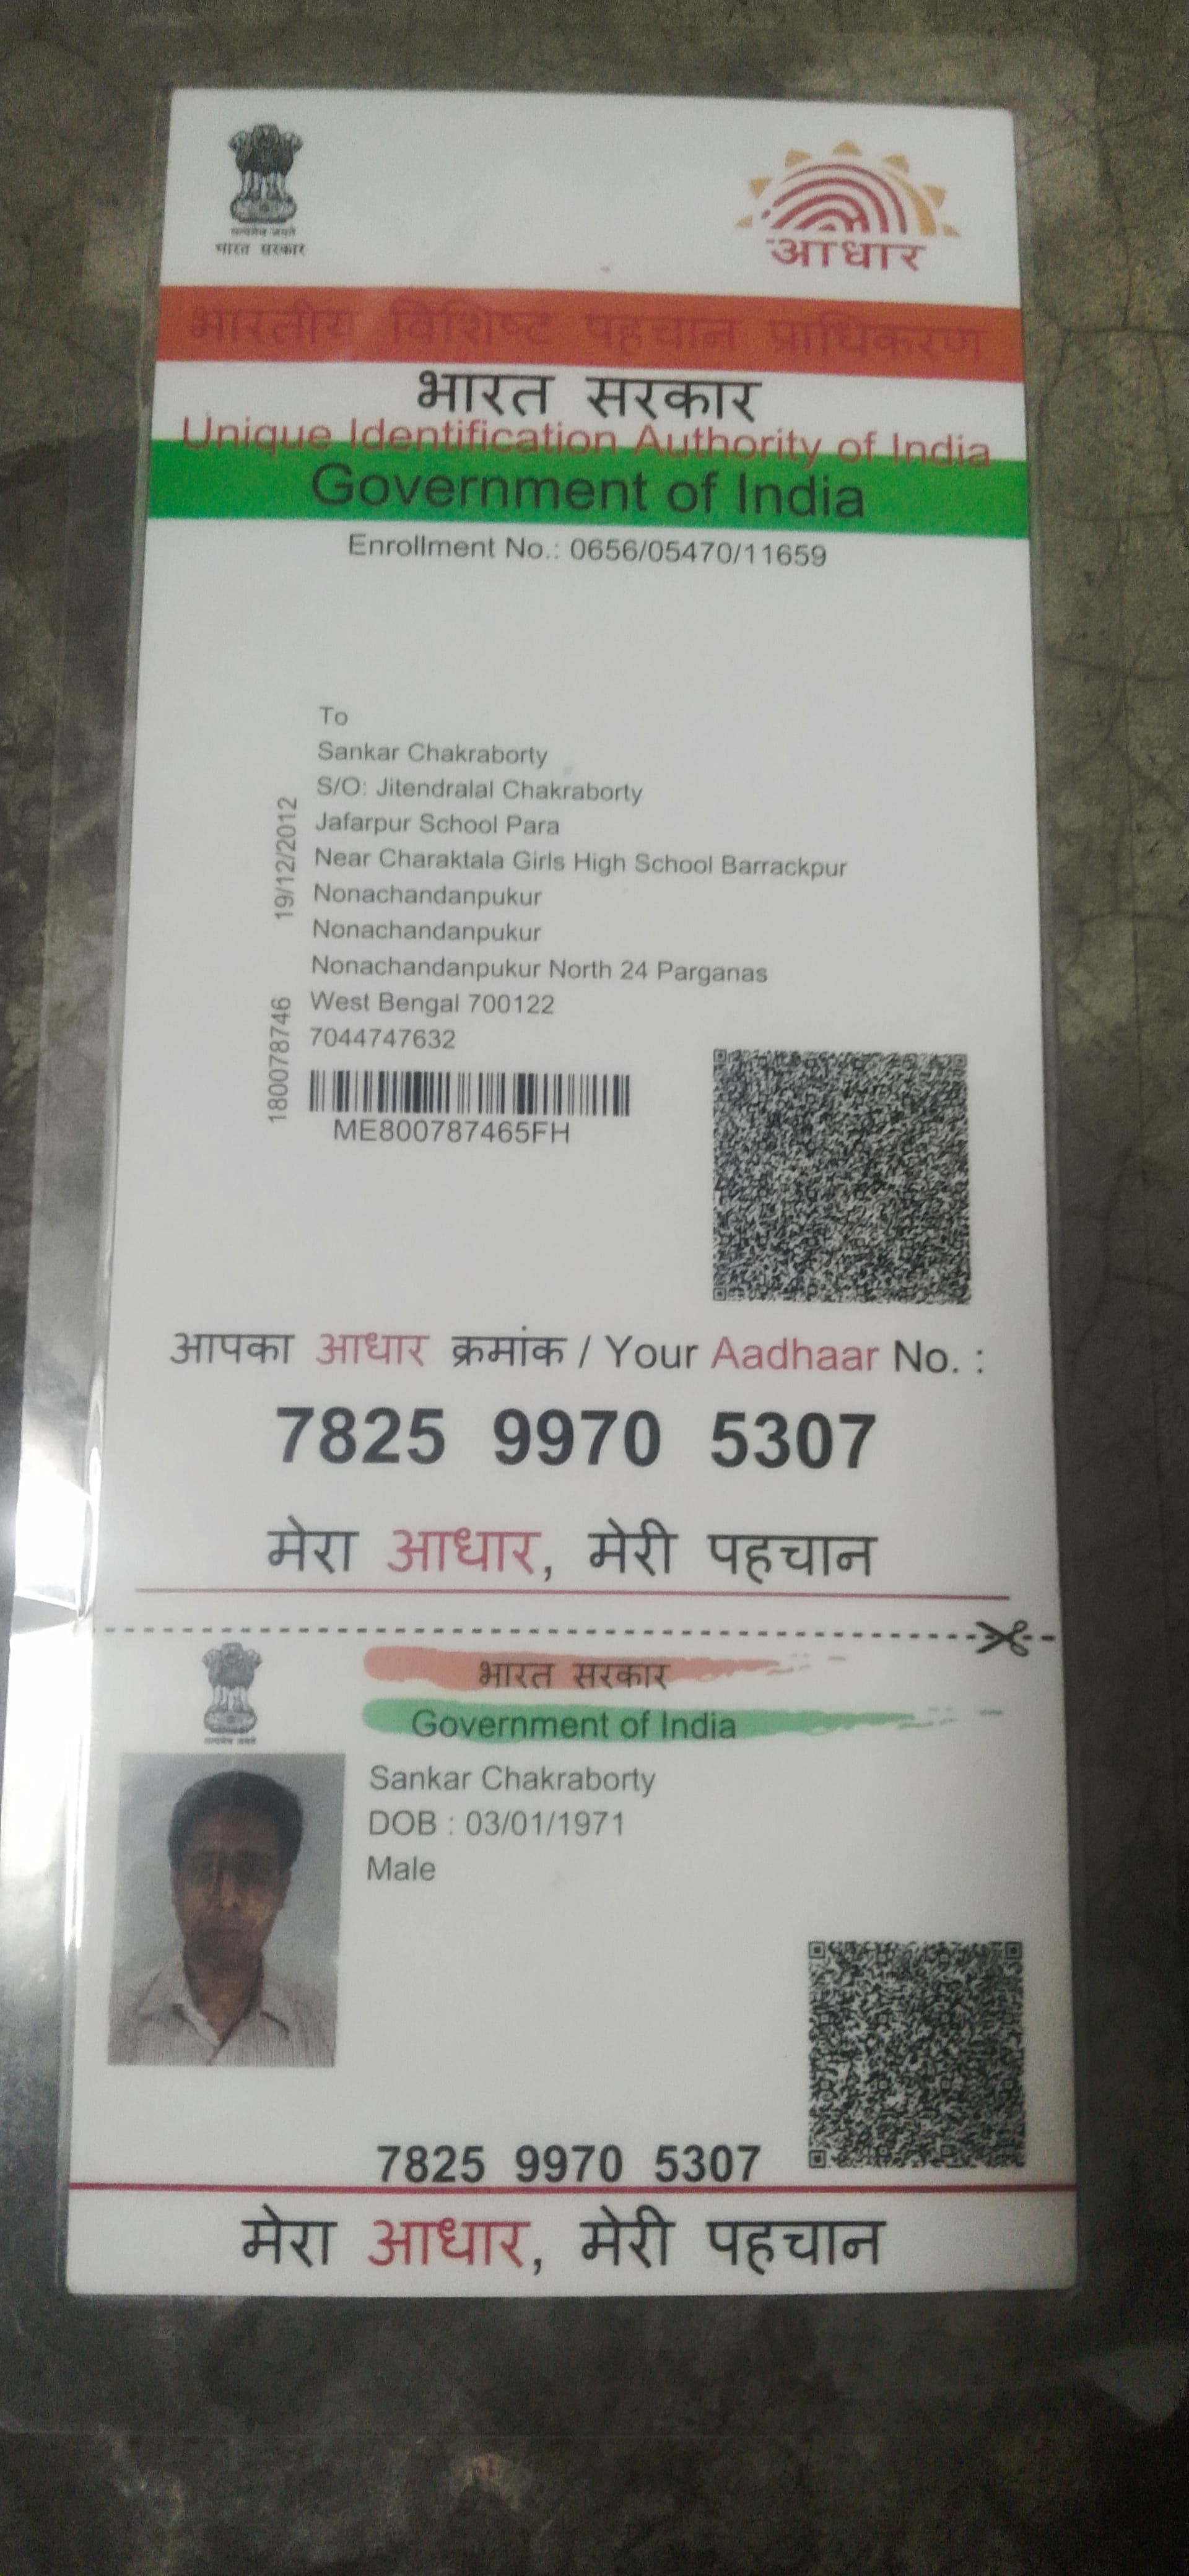 सत्यमेव जयते
भारत सरकार
आधार
भारतीय विशिष्ट पहचान प्राधिकरण
भारत सरकार
Unique Identification Authority of India
Government of India
Enrollment No.: 0656/05470/11659
To
Sankar Chakraborty
S/O: Jitendralal Chakraborty
Jafarpur School Para
Near Charaktala Girls High School Barrackpur
Nonachandanpukur
Nonachandanpukur
Nonachandanpukur North 24 Parganas
West Bengal 700122
7044747632
19/12/2012
180078746
ME800787465FH
आपका आधार क्रमांक / Your Aadhaar No. :
7825 9970 5307
मेरा आधार, मेरी पहचान
सत्यमेव जयते
भारत सरकार
Government of India
Sankar Chakraborty
DOB : 03/01/1971
Male
7825 9970 5307
मेरा आधार, मेरी पहचान